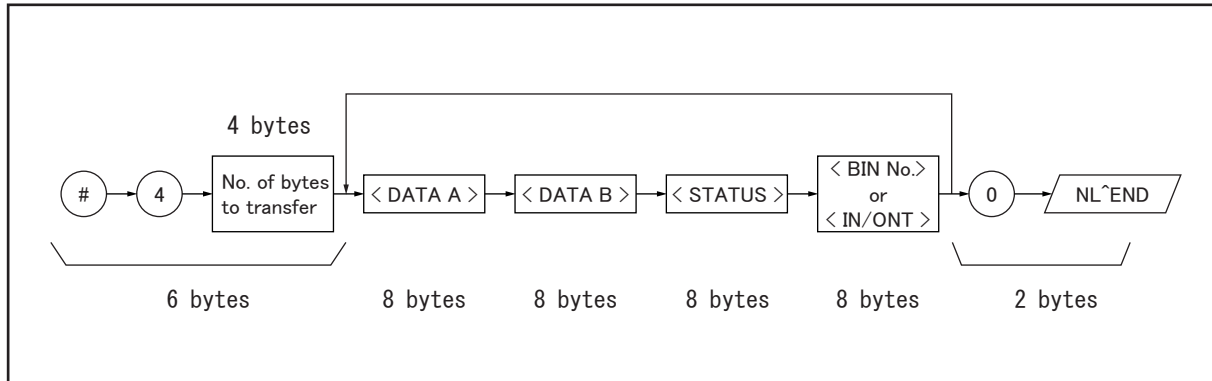 4 bytes
#
4
No. of bytes
to transfer
< DATA A >
< DATA B >
< STATUS >
< BIN No.>
or
< IN/ONT >
0
NL^END
6 bytes
8 bytes
8 bytes
8 bytes
8 bytes
2 bytes